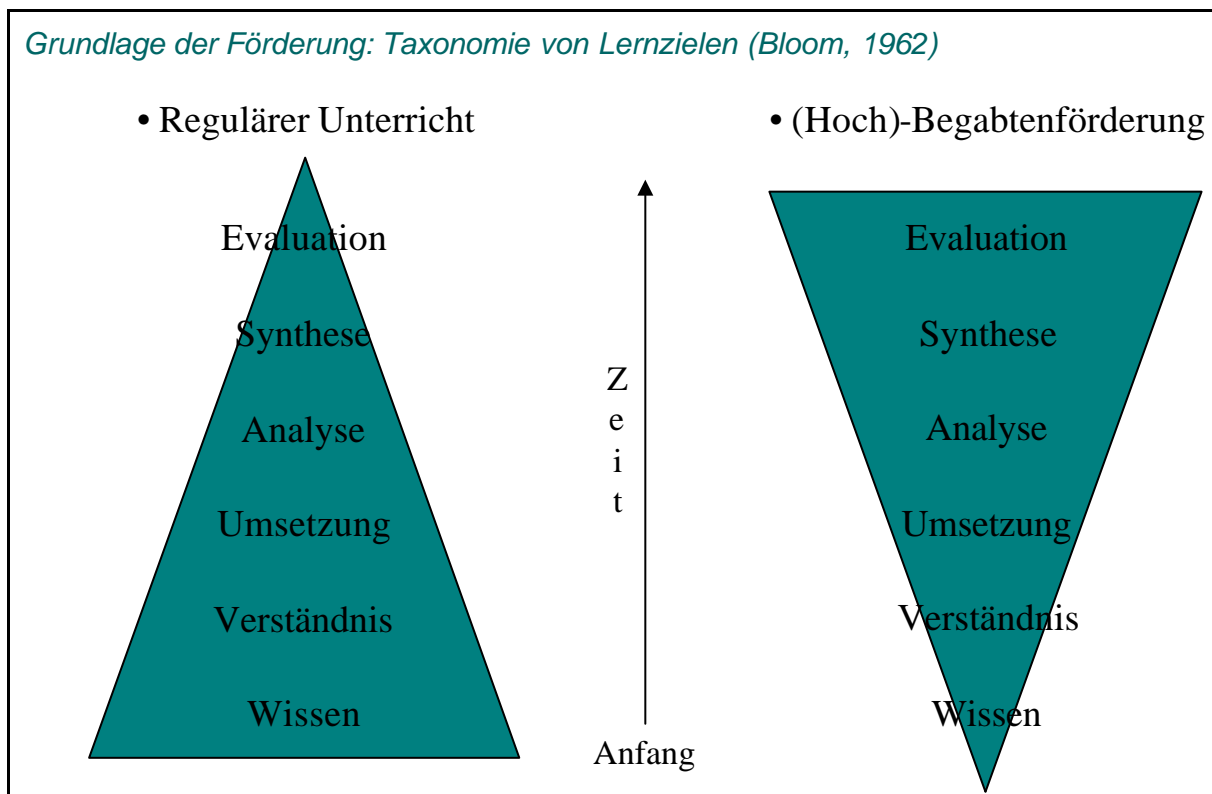 Grundlage der Förderung: Taxonomie von Lernzielen (Bloom, 1962)
• Regulärer Unterricht
Evaluation
Synthese
Analyse
Umsetzung
Verständnis
Wissen
Zeit
Anfang
• (Hoch)-Begabtenförderung
Evaluation
Synthese
Analyse
Umsetzung
Verständnis
Wissen